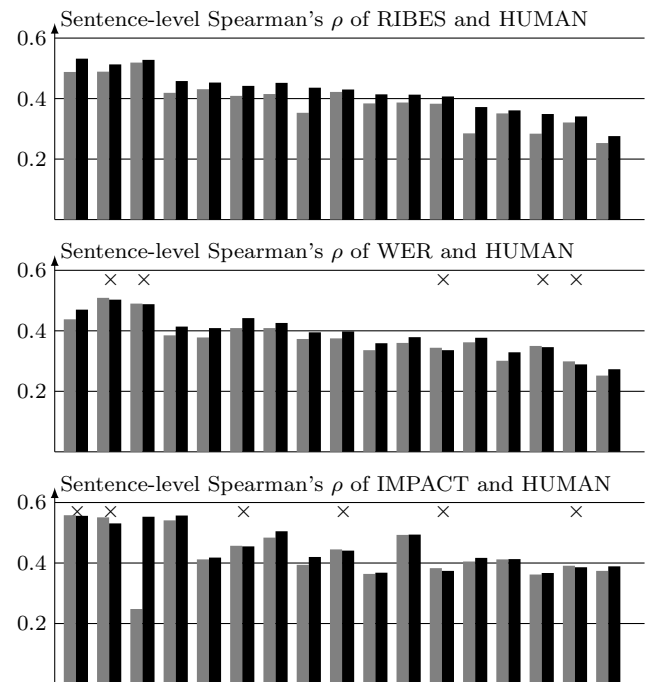 Sentence-level Spearman's ρ of RIBES and HUMAN
0.6
0.4
0.2
Sentence-level Spearman's ρ of WER and HUMAN
0.6
× × × × ×
0.4
0.2
Sentence-level Spearman's ρ of IMPACT and HUMAN
0.6
× × × × × ×
0.4
0.2